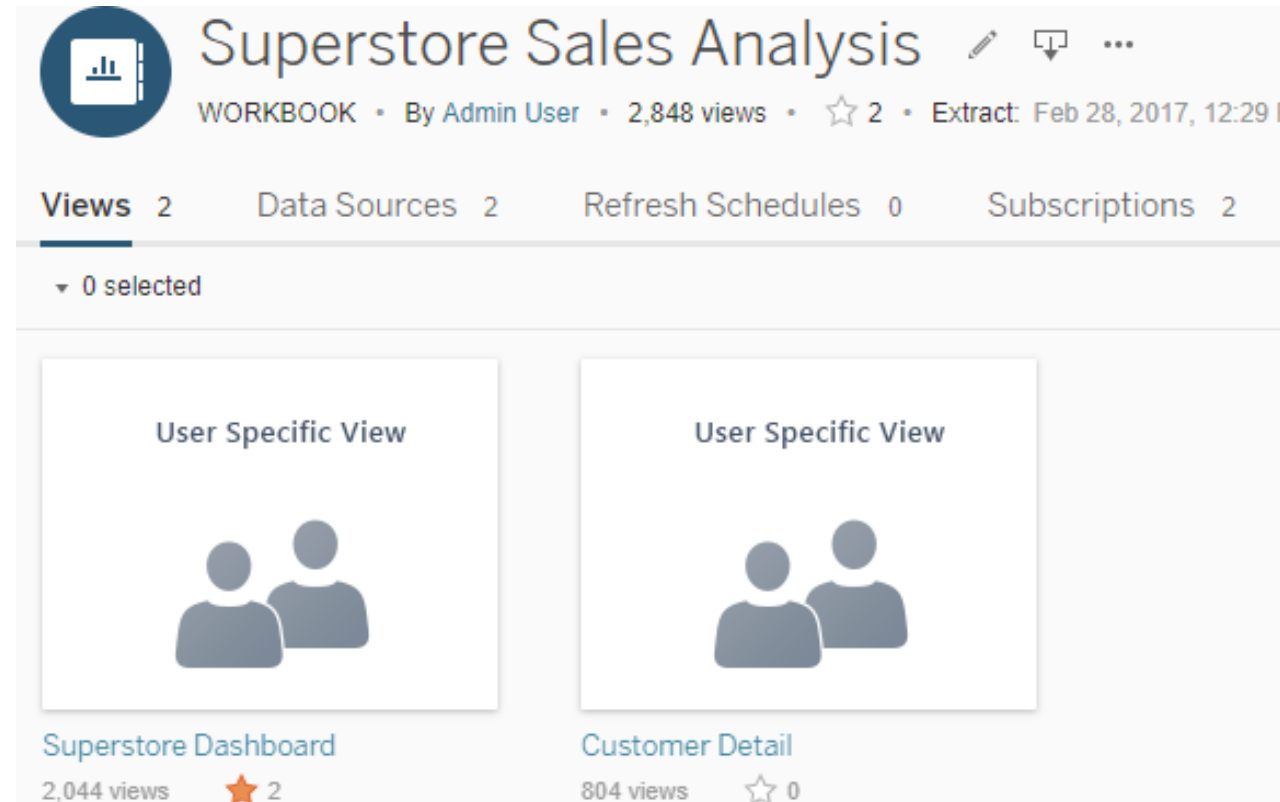 Superstore Sales Analysis
WORKBOOK • By Admin User • 2,848 views • 2 • Extract: Feb 28, 2017, 12:29
Views 2 Data Sources 2 Refresh Schedules 0 Subscriptions 2
0 selected
User Specific View User Specific View
Superstore Dashboard Customer Detail
2,044 views 2 804 views 0